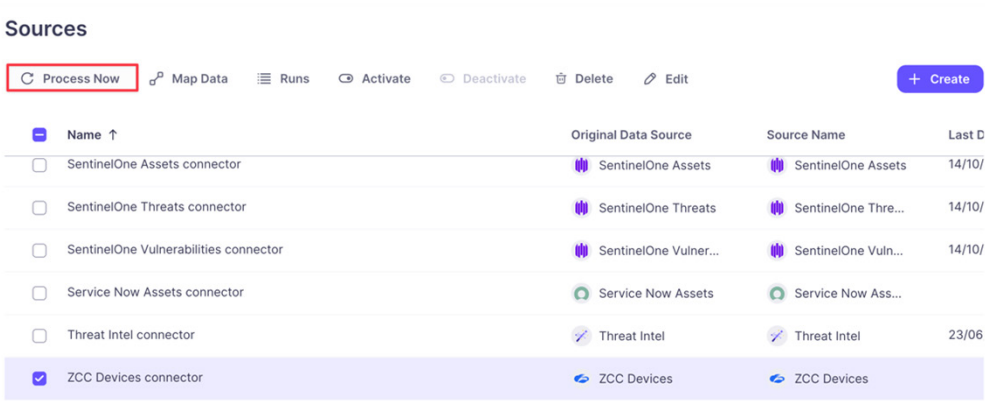 Sources
Process Now Map Data Runs Activate Deactivate Delete Edit + Create
Name ↑ Original Data Source Source Name Last D
SentinelOne Assets connector SentinelOne Assets SentinelOne Assets 14/10/
SentinelOne Threats connector SentinelOne Threats SentinelOne Thre... 14/10/
SentinelOne Vulnerabilities connector SentinelOne Vulner... SentinelOne Vuln... 14/10/
Service Now Assets connector Service Now Assets Service Now Ass...
Threat Intel connector Threat Intel Threat Intel 23/06
ZCC Devices connector ZCC Devices ZCC Devices